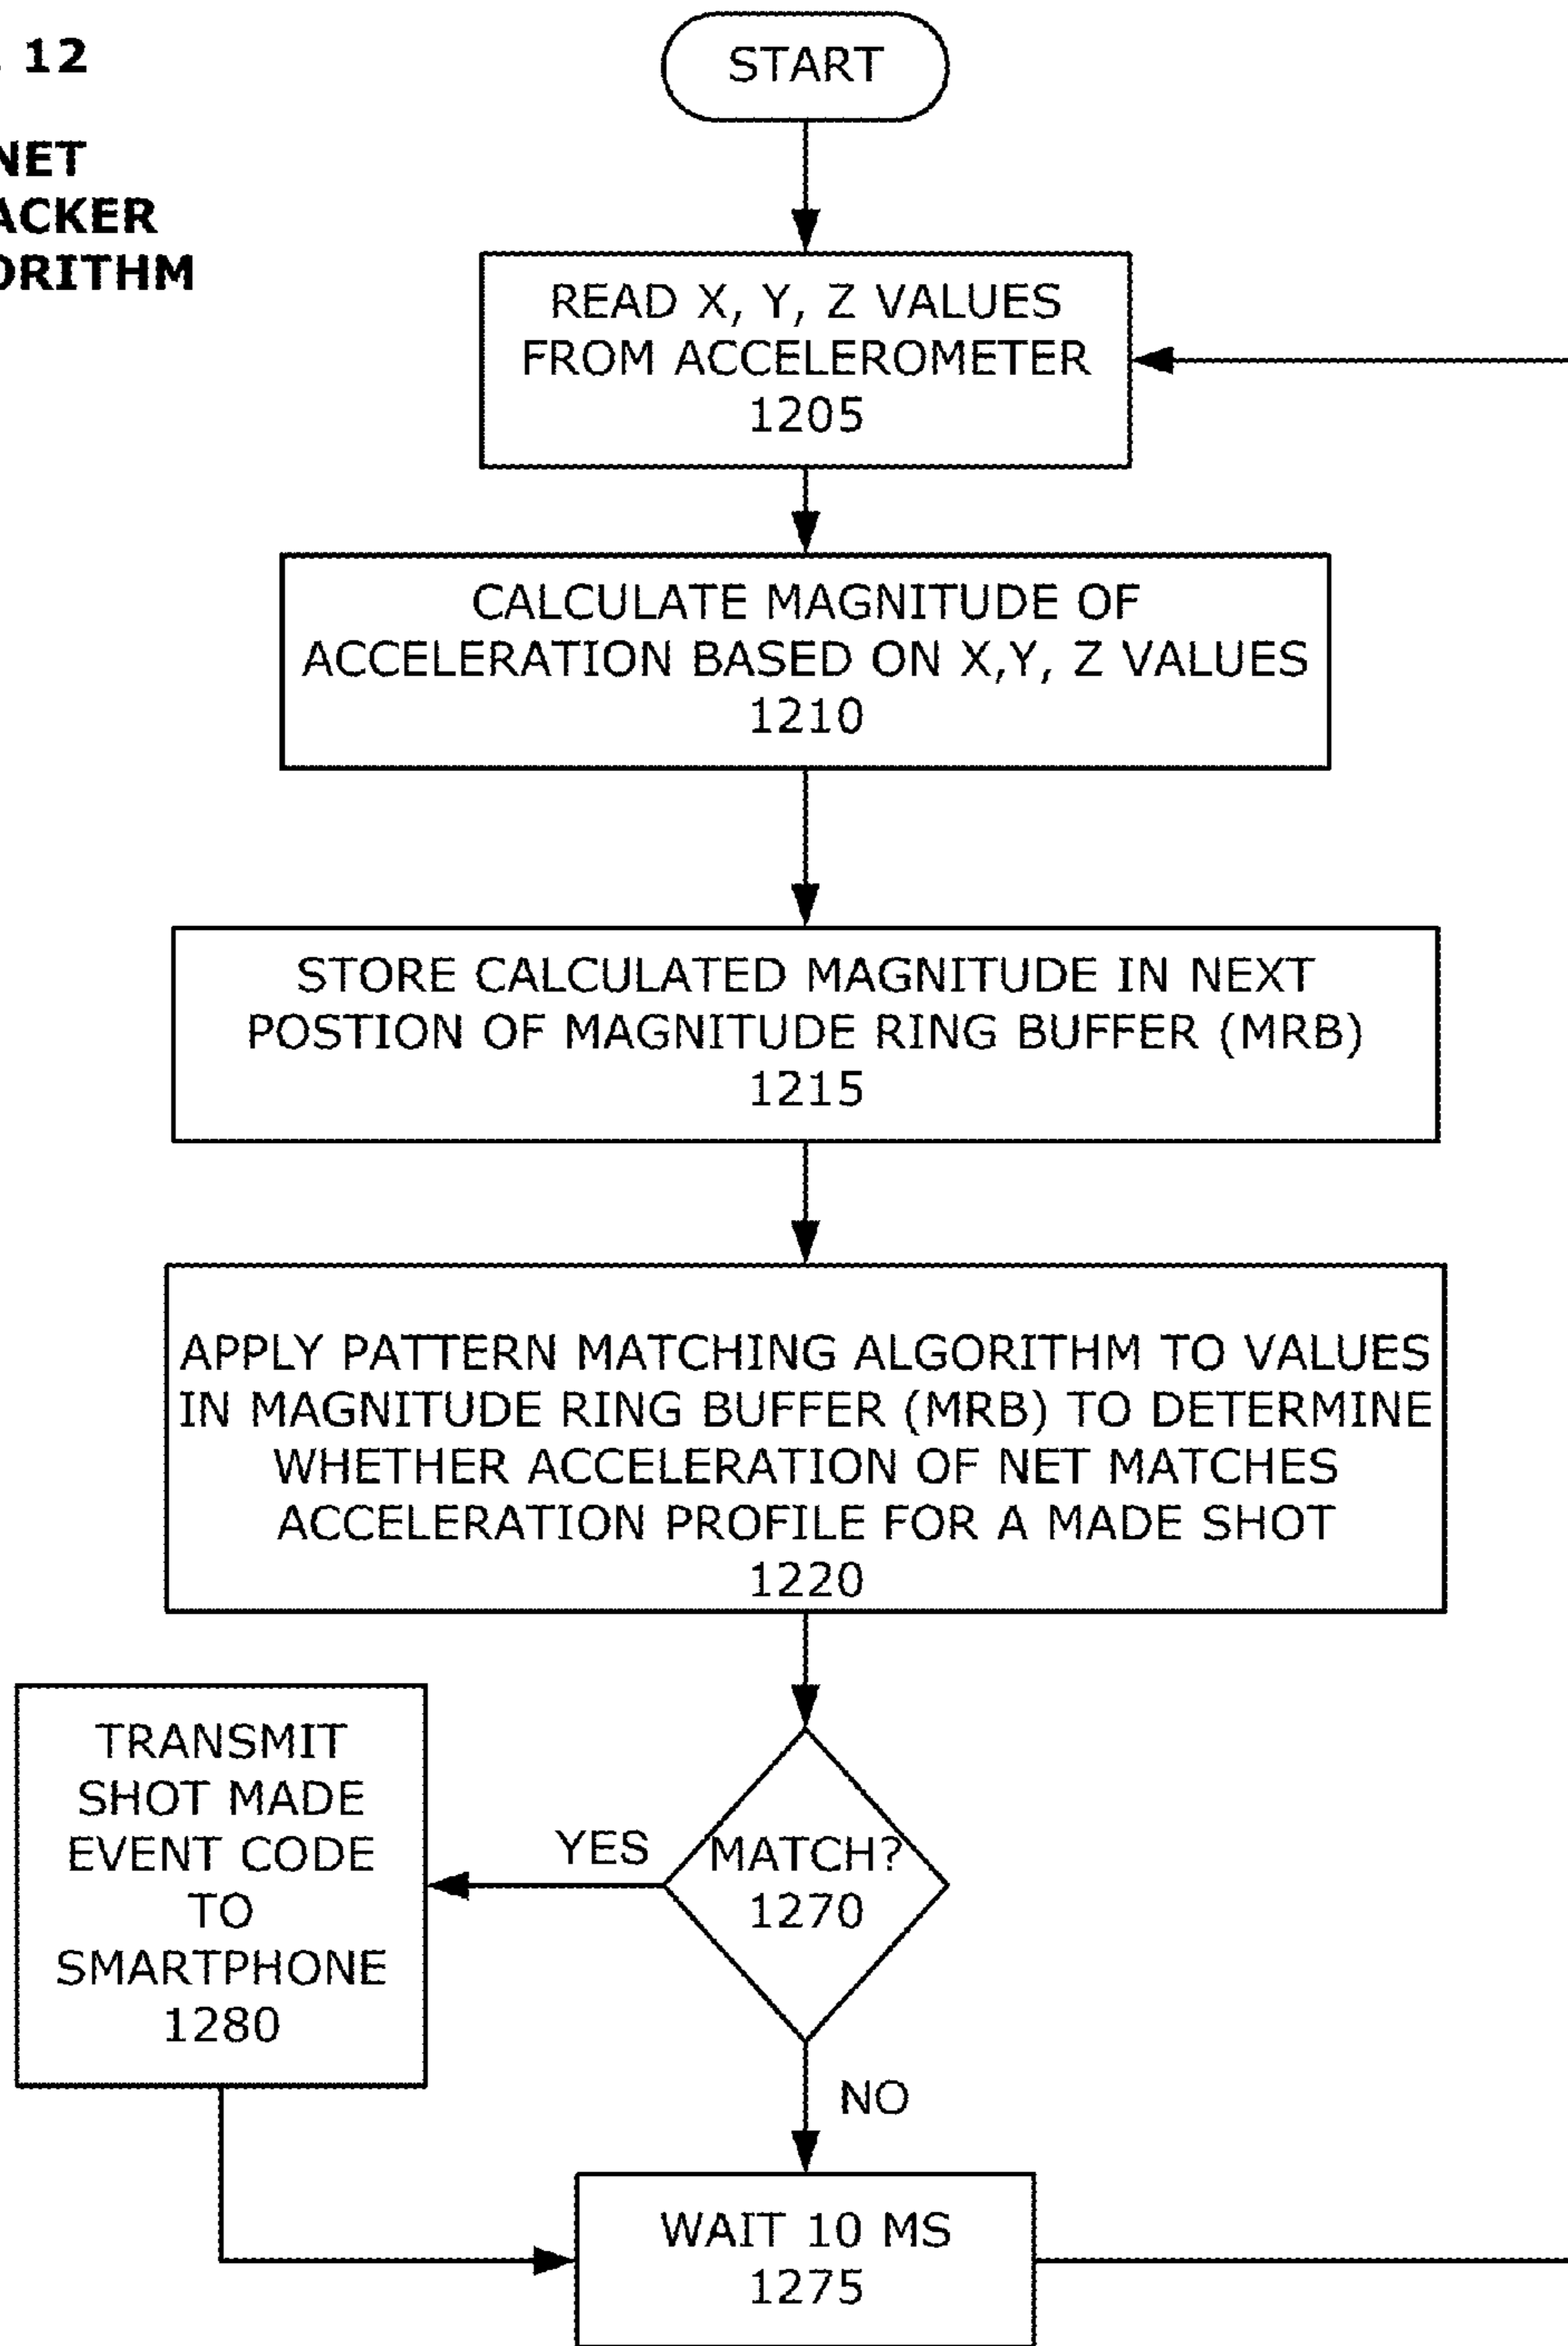 . 12
NET
ACKER
ORITHM
START
READ X, Y, Z VALUES
FROM ACCELEROMETER
1205
CALCULATE MAGNITUDE OF
ACCELERATION BASED ON X,Y, Z VALUES
1210
STORE CALCULATED MAGNITUDE IN NEXT
POSTION OF MAGNITUDE RING BUFFER (MRB)
1215
APPLY PATTERN MATCHING ALGORITHM TO VALUES
IN MAGNITUDE RING BUFFER (MRB) TO DETERMINE
WHETHER ACCELERATION OF NET MATCHES
ACCELERATION PROFILE FOR A MADE SHOT
1220
TRANSMIT
SHOT MADE
EVENT CODE
TO
SMARTPHONE
1280
YES
MATCH?
1270
NO
WAIT 10 MS
1275